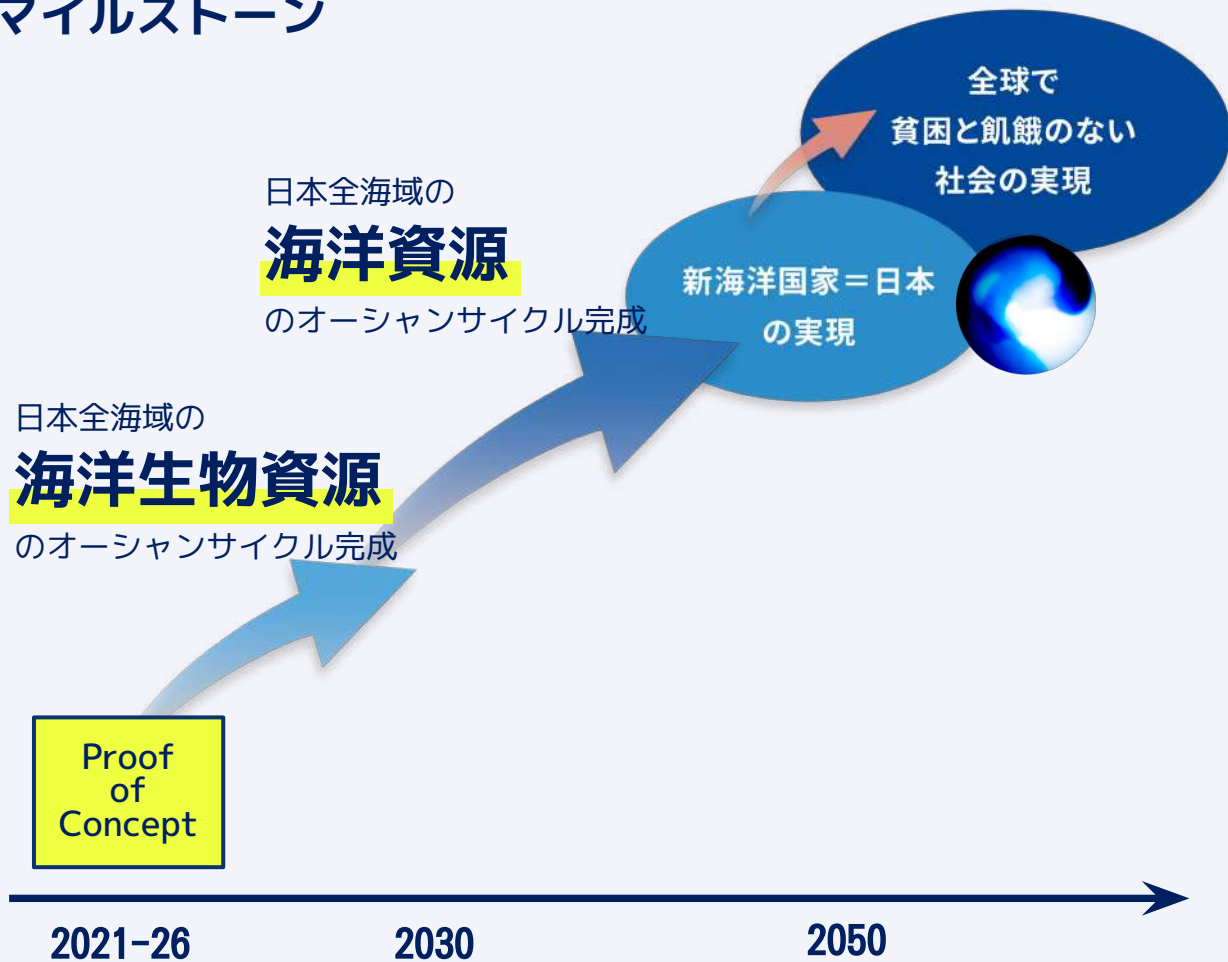 マイルストーン
全球で
貧困と飢餓のない
社会の実現
日本全海域の
海洋資源
のオーシャンサイクル完成
新海洋国家＝日本
の実現
日本全海域の
海洋生物資源
のオーシャンサイクル完成
Proof
of
Concept
2021-26
2030
2050